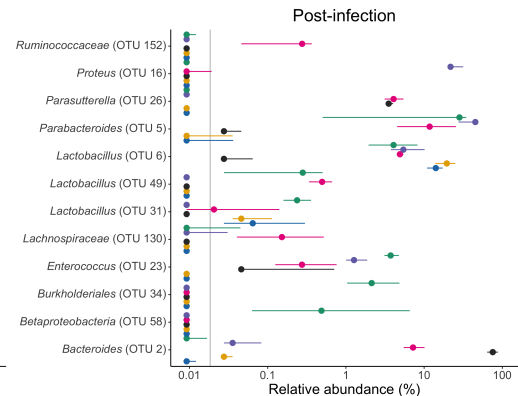 Post-infection
Ruminococcaceae (OTU 152)
Proteus (OTU 16)
Parasutterella (OTU 26)
Parabacteroides (OTU 5)
Lactobacillus (OTU 6)
Lactobacillus (OTU 49)
Lactobacillus (OTU 31)
Lachnospiraceae (OTU 130)
Enterococcus (OTU 23)
Burkholderiales (OTU 34)
Betaproteobacteria (OTU 58)
Bacteroides (OTU 2)
0.01 0.1 1 10 100
Relative abundance (%)